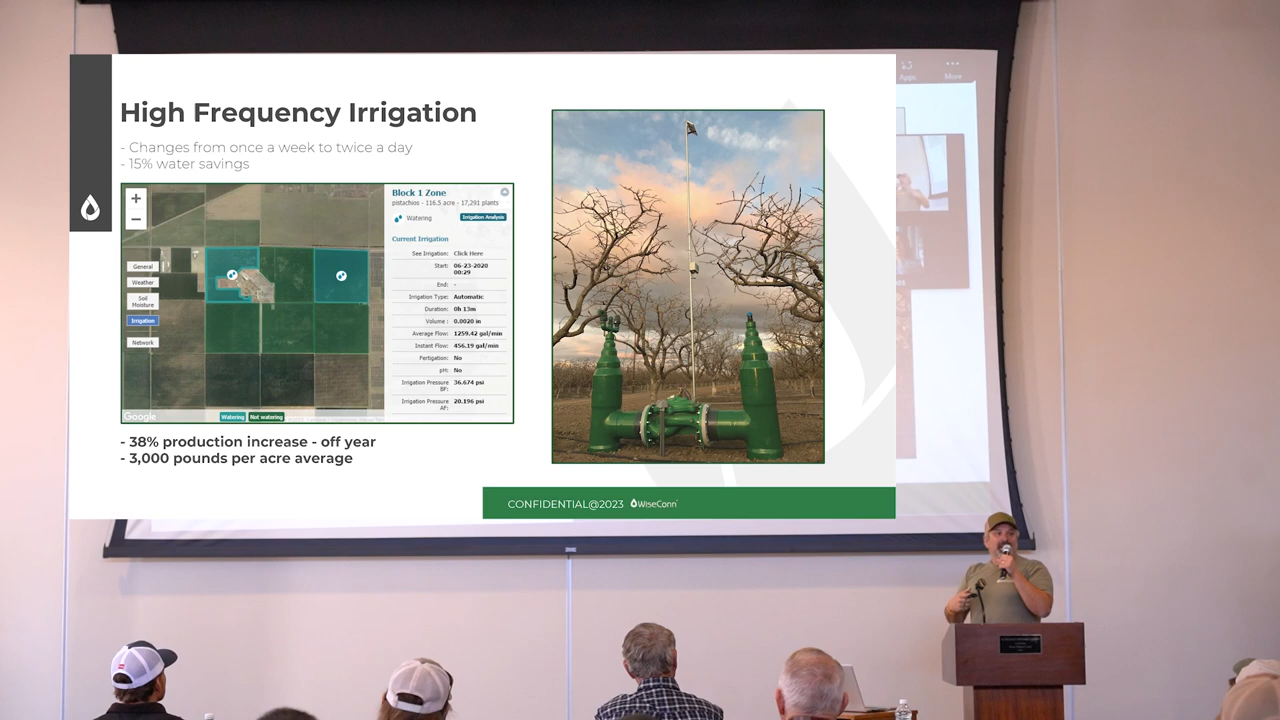 High Frequency Irrigation
- Changes from once a week to twice a day
- 15% water savings
+
−
General
Weather
Soil
Moisture
Irrigation
Network
Google
Watering
Not watering
Block 1 Zone
pistachios - 116.5 acre - 17,291 plants
Watering
Irrigation Analysis
Current Irrigation
See Irrigation: Click Here
Start: 06-23-2020
00:29
End: -
Irrigation Type: Automatic
Duration: 0h 13m
Volume : 0.0020 in
Average Flow: 1259.42 gal/min
Instant Flow: 456.19 gal/min
Fertigation: No
pH: No
Irrigation Pressure
BF: 36.674 psi
Irrigation Pressure
AF: 20.196 psi
- 38% production increase - off year
- 3,000 pounds per acre average
CONFIDENTIAL@2023 WiseConn
Apps
More